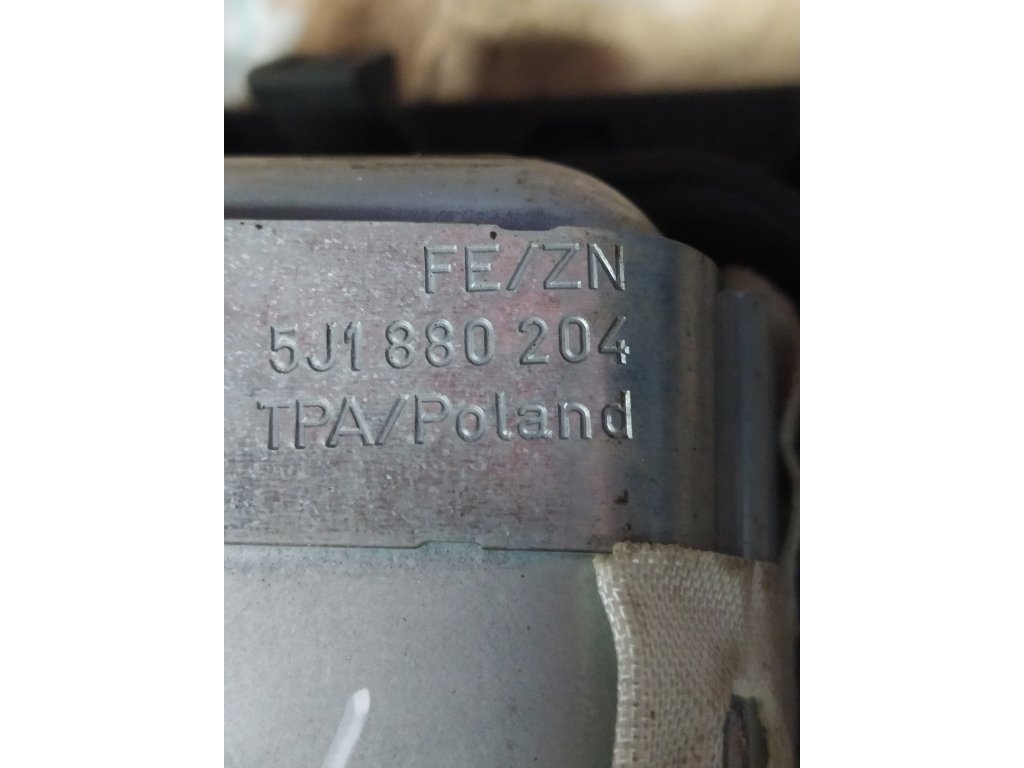 FE/ZN
5J1 880 204
TPA/Poland